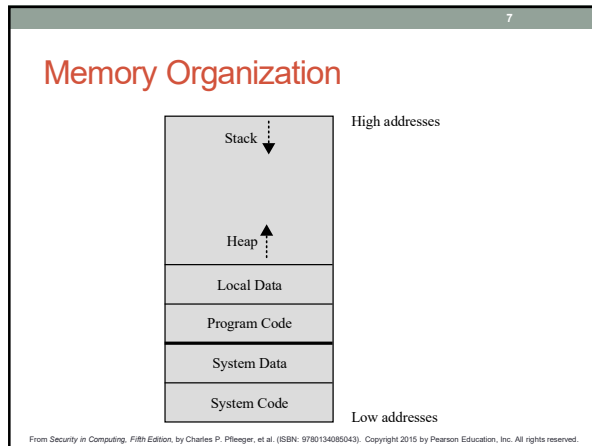 7
Memory Organization
High addresses
Stack
Heap
Local Data
Program Code
System Data
System Code
Low addresses
From Security in Computing, Fifth Edition, by Charles P. Pfleeger, et al. (ISBN: 9780134085043). Copyright 2015 by Pearson Education, Inc. All rights reserved.